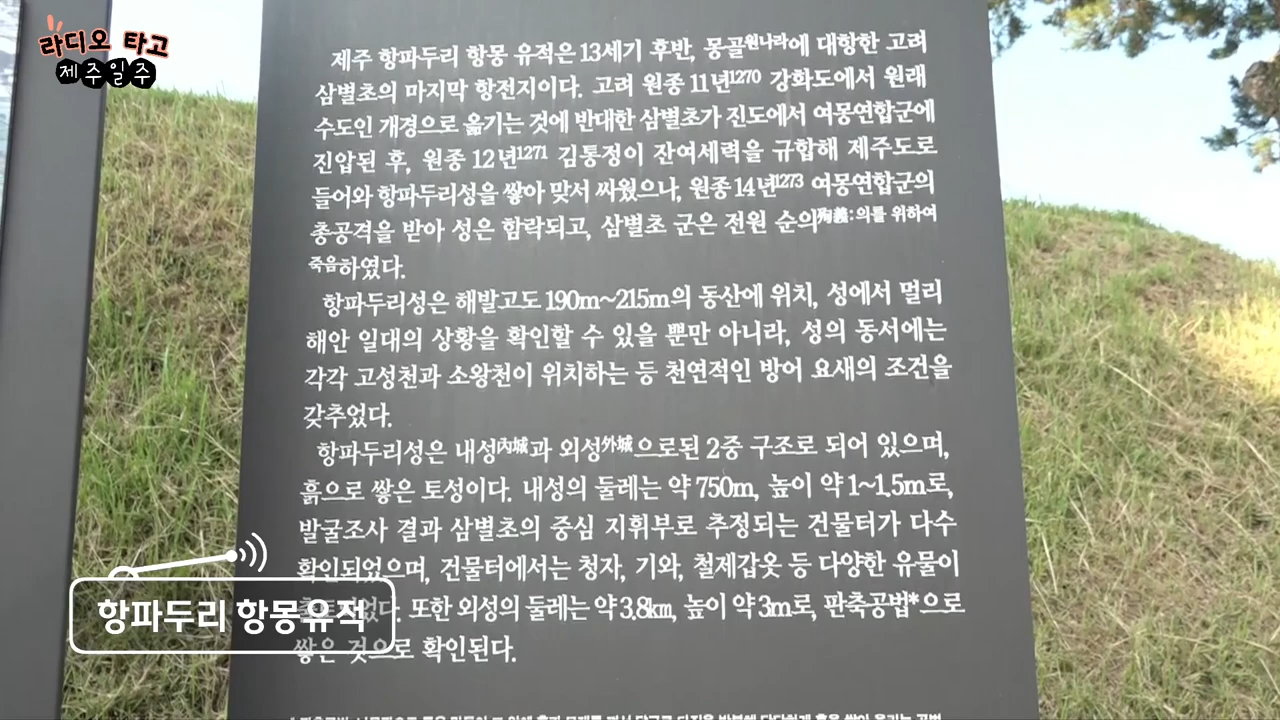 라디오 타고
제주일주
제주 항파두리 항몽 유적은 13세기 후반, 몽골원나라에 대항한 고려
삼별초의 마지막 항전지이다. 고려 원종 11년1270 강화도에서 원래
수도인 개경으로 옮기는 것에 반대한 삼별초가 진도에서 여몽연합군에
진압된 후, 원종 12년1271 김통정이 잔여세력을 규합해 제주도로
들어와 항파두리성을 쌓아 맞서 싸웠으나, 원종 14년1273 여몽연합군의
총공격을 받아 성은 함락되고, 삼별초 군은 전원 순의殉義:의를 위하여
죽음하였다.
항파두리성은 해발고도 190m~215m의 동산에 위치, 성에서 멀리
해안 일대의 상황을 확인할 수 있을 뿐만 아니라, 성의 동서에는
각각 고성천과 소왕천이 위치하는 등 천연적인 방어 요새의 조건을
갖추었다.
항파두리성은 내성內城과 외성外城으로된 2중 구조로 되어 있으며,
흙으로 쌓은 토성이다. 내성의 둘레는 약 750m, 높이 약 1~1.5m로,
발굴조사 결과 삼별초의 중심 지휘부로 추정되는 건물터가 다수
확인되었으며, 건물터에서는 청자, 기와, 철제갑옷 등 다양한 유물이
또한 외성의 둘레는 약 3.8㎞, 높이 약 3m로, 판축공법*으로
쌓은 것으로 확인된다.
항파두리 항몽유적